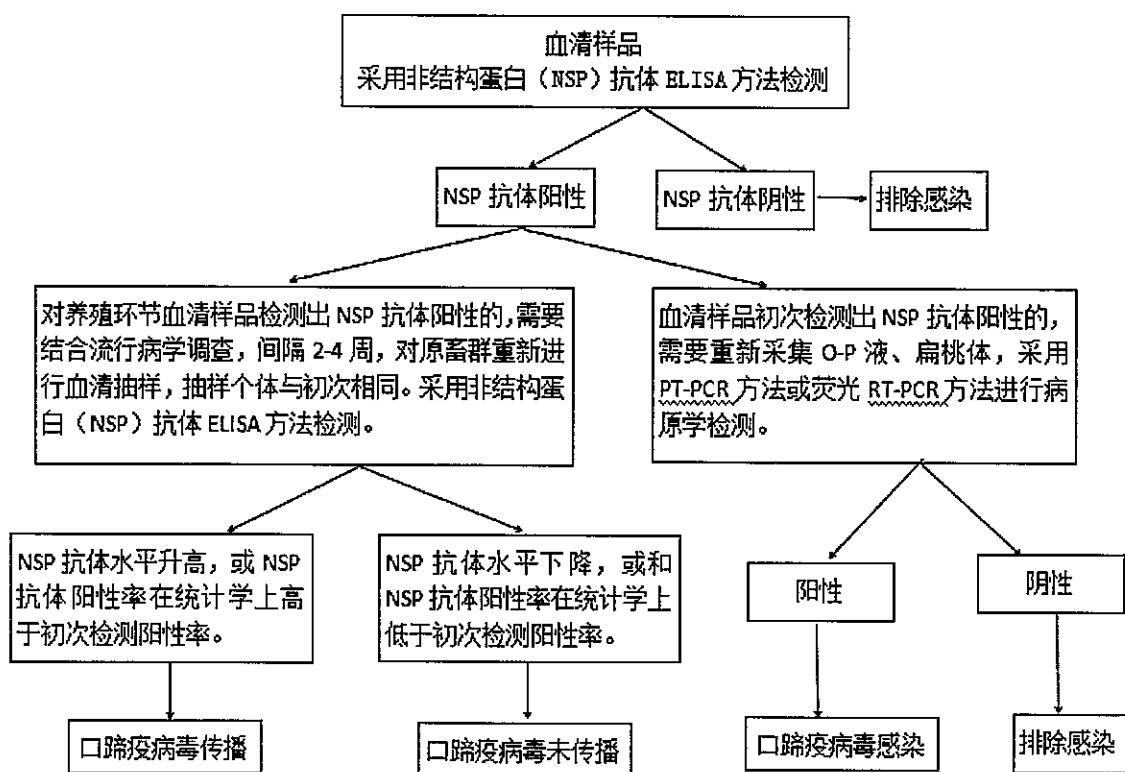 血清样品
采用非结构蛋白（NSP）抗体 ELISA 方法检测
NSP 抗体阳性
NSP 抗体阴性
排除感染
对养殖环节血清样品检测出 NSP 抗体阳性的,需要
结合流行病学调查，间隔 2-4 周，对原畜群重新进
行血清抽样，抽样个体与初次相同。采用非结构蛋
白（NSP）抗体 ELISA 方法检测。
血清样品初次检测出 NSP 抗体阳性的，
需要重新采集 O-P 液、扁桃体，采用
PT-PCR 方法或荧光 RT-PCR 方法进行病
原学检测。
NSP 抗体水平升高，或 NSP
抗体阳性率在统计学上高
于初次检测阳性率。
NSP 抗体水平下降，或和
NSP 抗体阳性率在统计学上
低于初次检测阳性率。
阳性
阴性
口蹄疫病毒传播
口蹄疫病毒未传播
口蹄疫病毒感染
排除感染